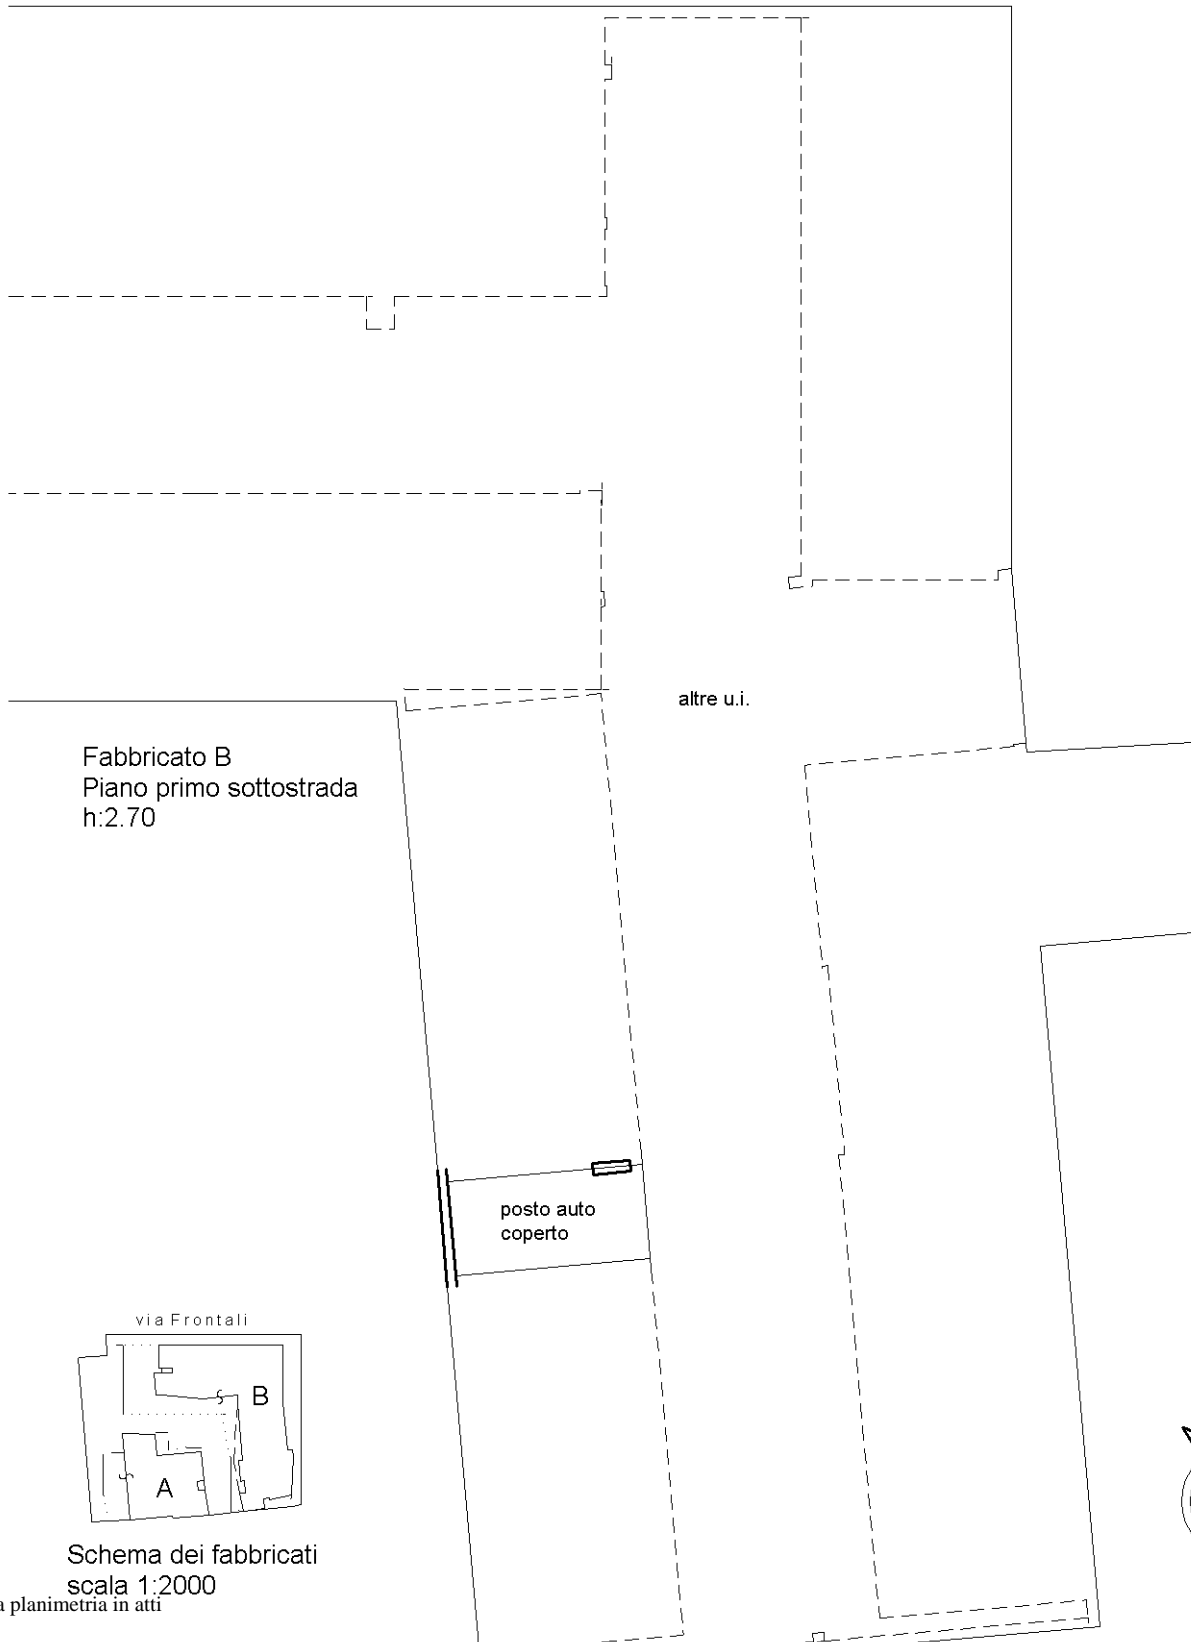 altre u.i.
Fabbricato B
Piano primo sottostrada
h:2.70
posto auto
coperto
via Frontali
B
A
Schema dei fabbricati
scala 1:2000
a planimetria in atti